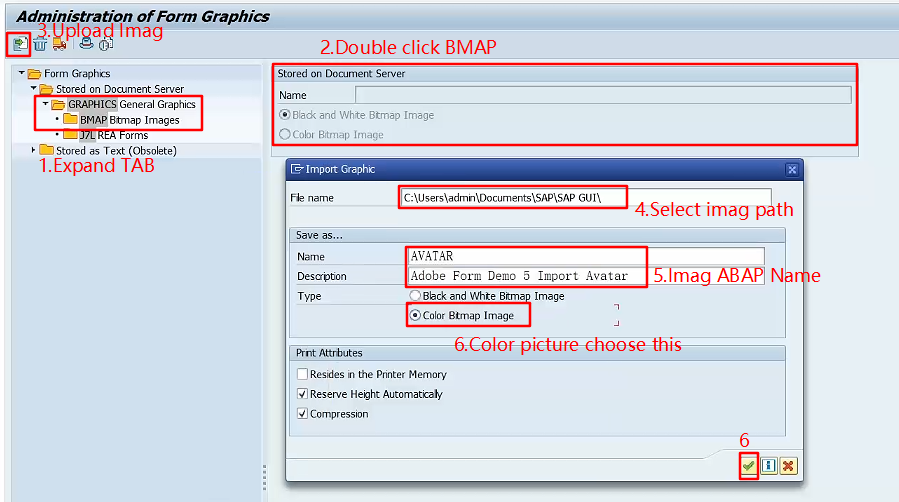 Administration of Form Graphics
3.Upload Imag
2.Double click BMAP
Form Graphics
Stored on Document Server
GRAPHICS General Graphics
BMAP Bitmap Images
J7L REA Forms
Stored as Text (Obsolete)
1.Expand TAB
Stored on Document Server
Name
Black and White Bitmap Image
Color Bitmap Image
Import Graphic
File name C:\Users\admin\Documents\SAP\SAP GUI\
4.Select imag path
Save as...
Name AVATAR
Description Adobe Form Demo 5 Import Avatar
5.Imag ABAP Name
Type Black and White Bitmap Image
Color Bitmap Image
6.Color picture choose this
Print Attributes
Resides in the Printer Memory
Reserve Height Automatically
Compression
6